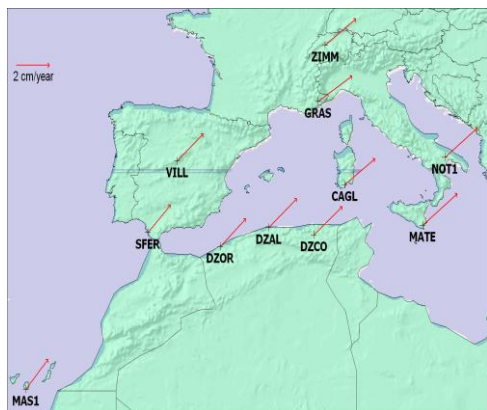 ZIMM
2 cm/year
GRAS
VILL
NOT1
CAGL
SFER
DZOR
DZAL
DZCO
MATE
MAS1